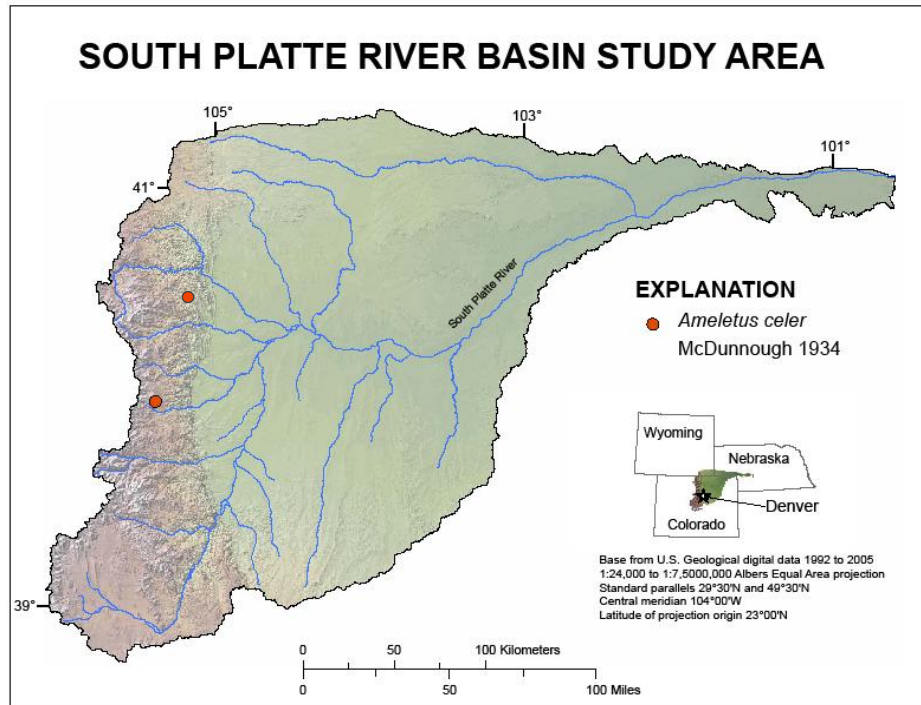 SOUTH PLATTE RIVER BASIN STUDY AREA
105°
103°
101°
41°
South Platte River
EXPLANATION
Ameletus celer
McDunnough 1934
Wyoming
Nebraska
Denver
Colorado
Base from U.S. Geological digital data 1992 to 2005
1:24,000 to 1:7,5000,000 Albers Equal Area projection
Standard parallels 29°30'N and 49°30'N
Central meridian 104°00'W
Latitude of projection origin 23°00'N
39°
0 50 100 Kilometers
0 50 100 Miles